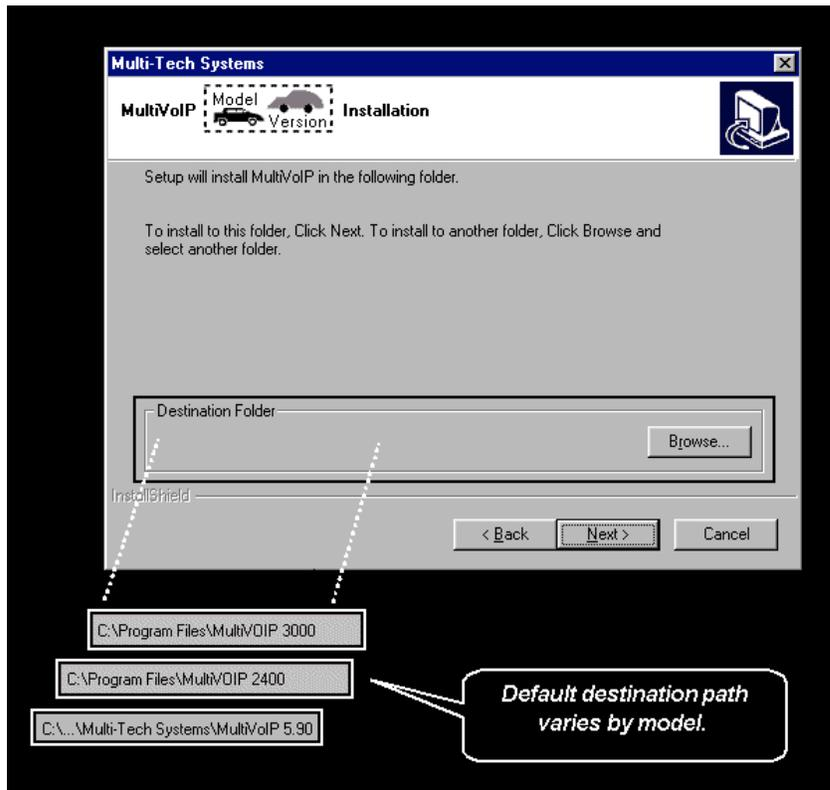 Multi-Tech Systems
MultiVoIP Model Version Installation
Setup will install MultiVoIP in the following folder.
To install to this folder, Click Next. To install to another folder, Click Browse and
select another folder.
Destination Folder
Browse...
InstallShield
< Back Next > Cancel
C:\Program Files\MultiVOIP 3000
C:\Program Files\MultiVOIP 2400
C:\...\Multi-Tech Systems\MultiVoIP 5.90
Default destination path
varies by model.